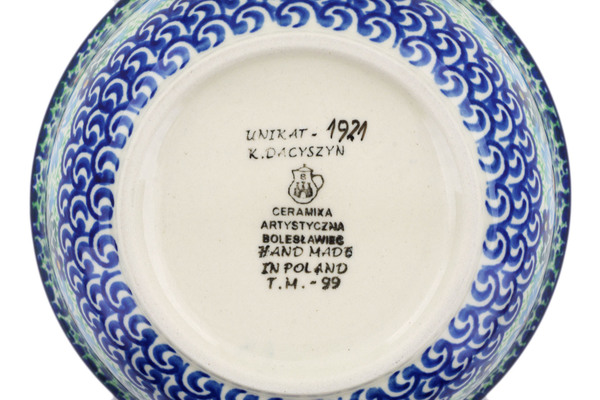 UNIKAT - 1921
K. DACYSZYN
B
CERAMIKA
ARTYSTYCZNA
BOLESŁAWIEC
HAND MADE
IN POLAND
T.M. - 99